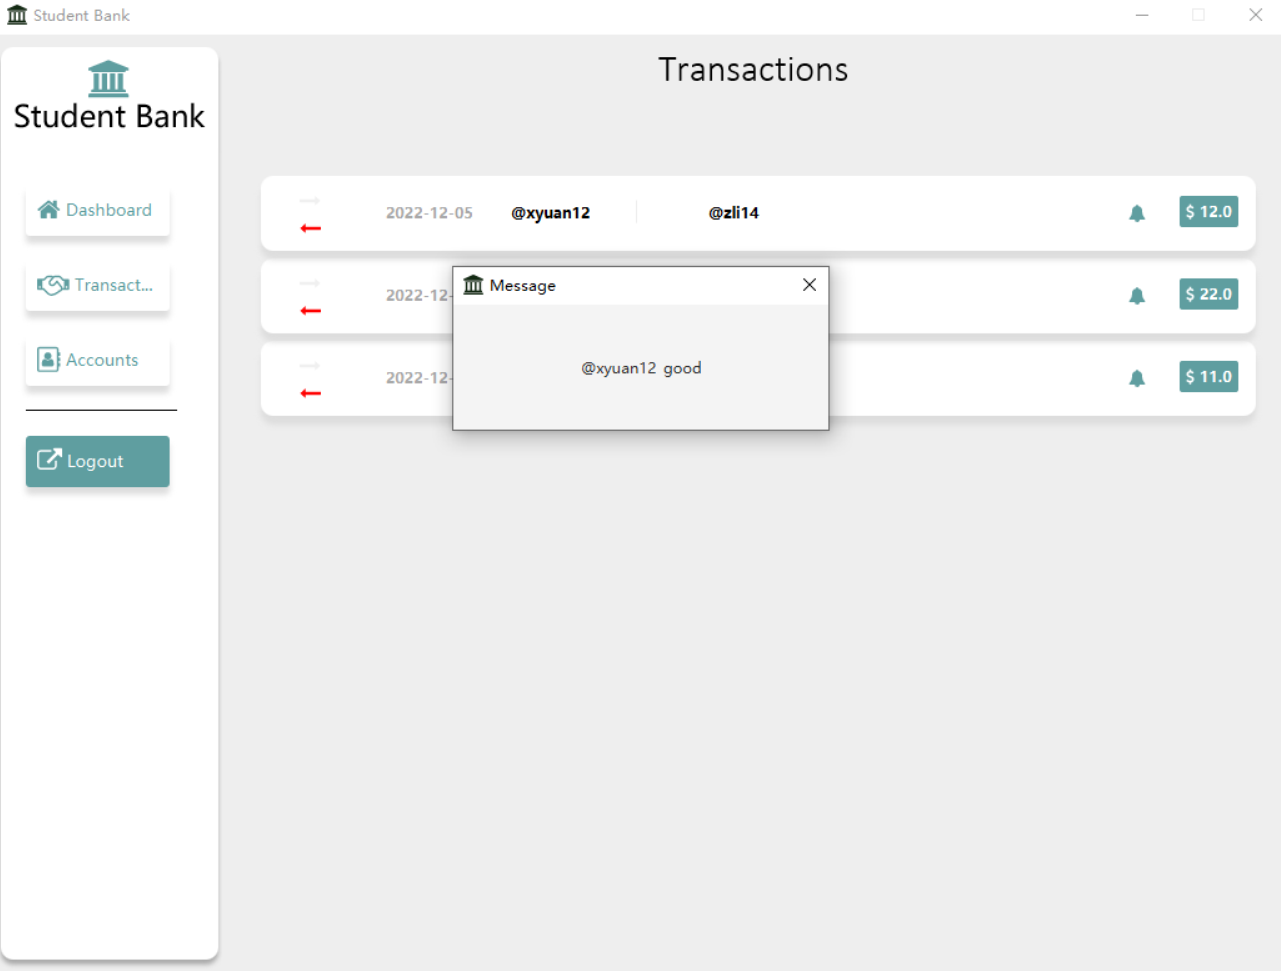 Student Bank
Student Bank
Transactions
Dashboard
Transact...
Accounts
Logout
2022-12-05 @xyuan12 @zli14 $ 12.0
2022-12- $ 22.0
2022-12- $ 11.0
Message
@xyuan12 good